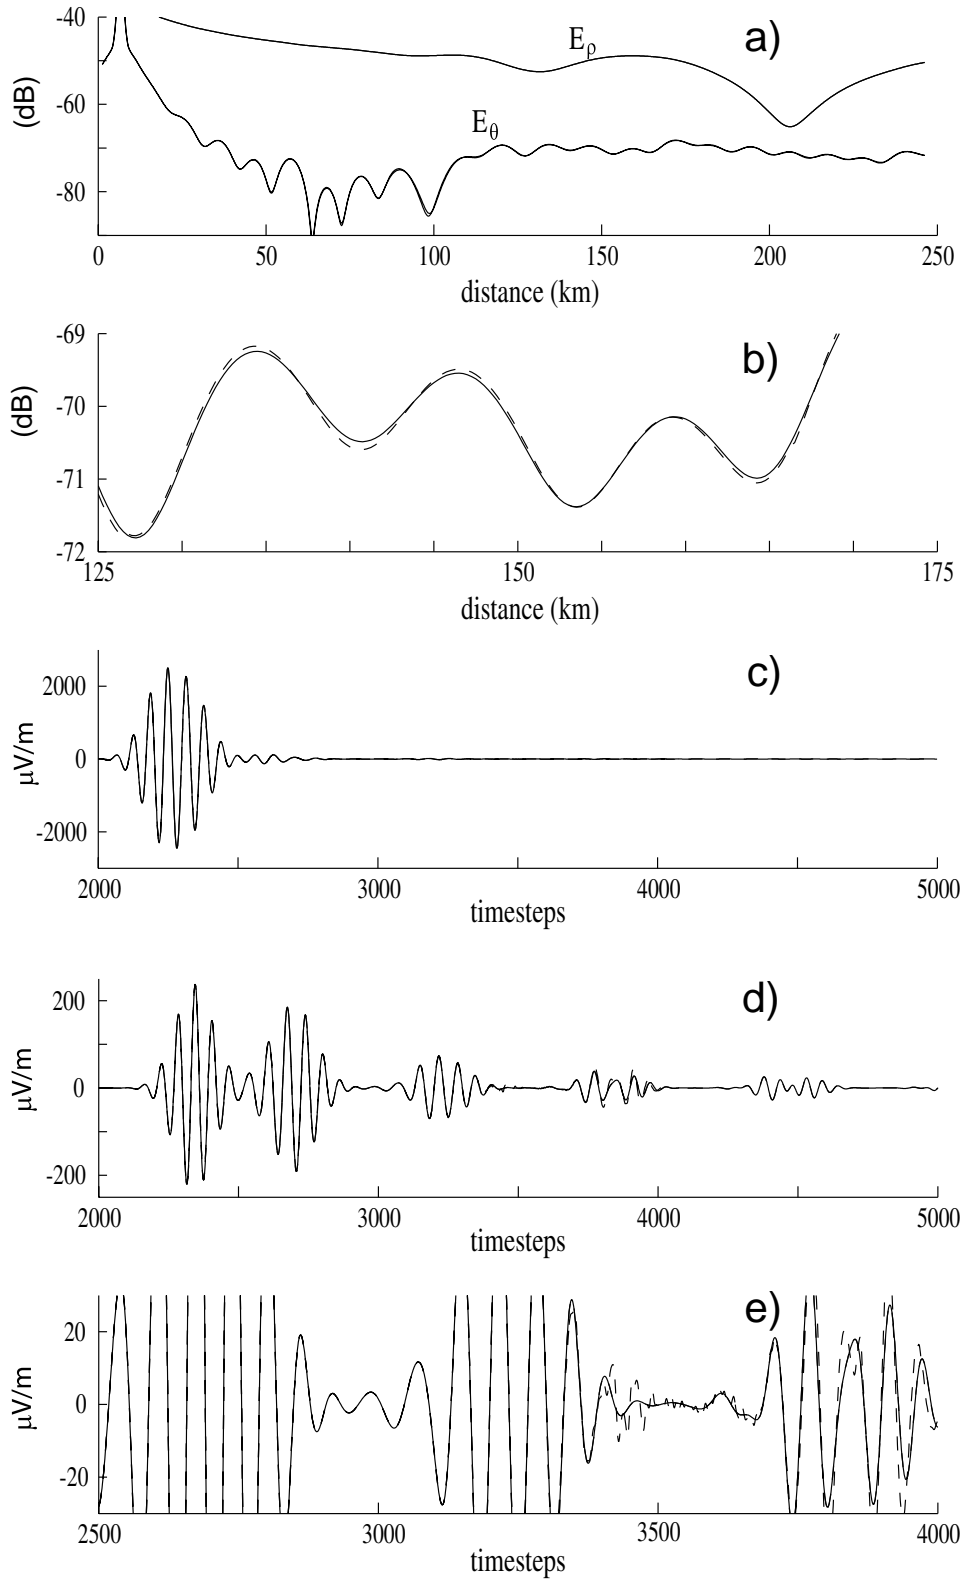 -40
a)
Eρ
(dB)
-60
Eθ
-80
0 50 100 150 200 250
distance (km)
-69
b)
(dB)
-70
-71
-72
125 150 175
distance (km)
c)
2000
μV/m
0
-2000
2000 3000 4000 5000
timesteps
d)
200
μV/m
0
-200
2000 3000 4000 5000
timesteps
e)
20
μV/m
0
-20
2500 3000 3500 4000
timesteps